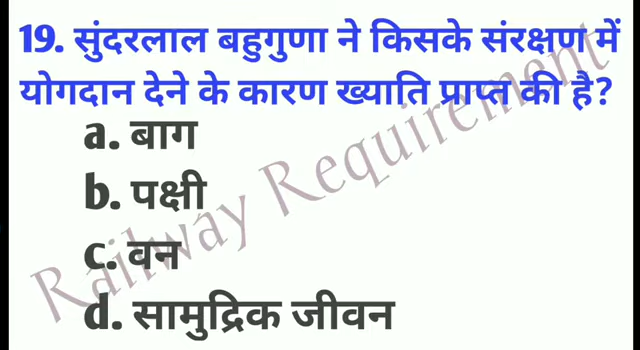 19. सुंदरलाल बहुगुणा ने किसके संरक्षण में
योगदान देने के कारण ख्याति प्राप्त की है?
a. बाग
b. पक्षी
c. वन
d. सामुद्रिक जीवन
Railway Requirement